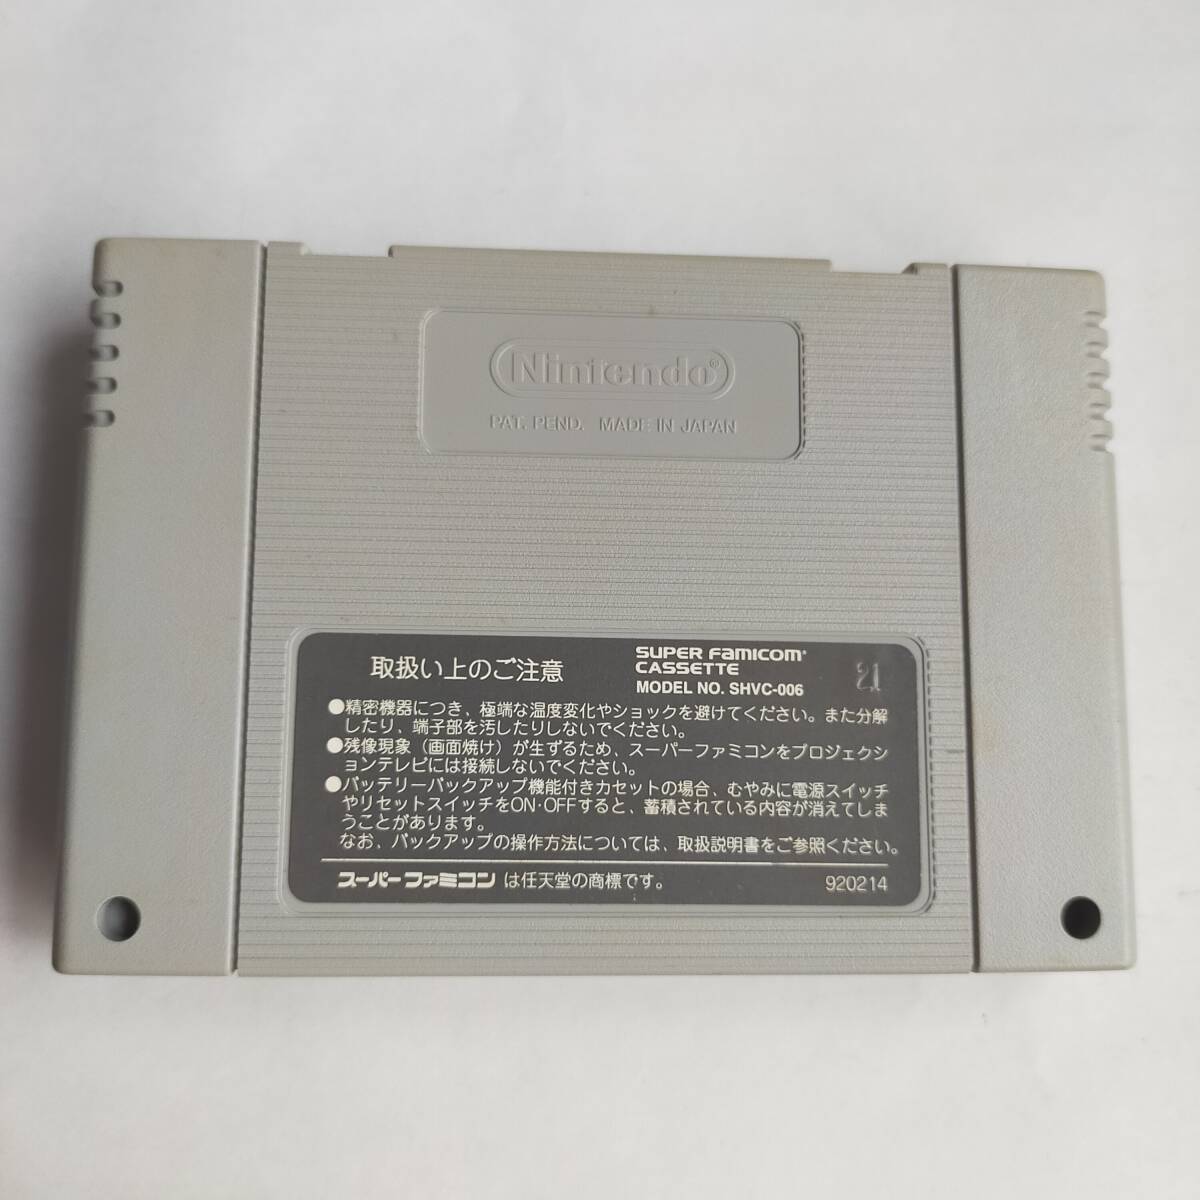 Nintendo®
PAT. PEND. MADE IN JAPAN
取扱い上のご注意
SUPER FAMICOM®
CASSETTE
MODEL NO. SHVC-006
21
●精密機器につき、極端な温度変化やショックを避けてください。また分解
したり、端子部を汚したりしないでください。
●残像現象（画面焼け）が生ずるため、スーパーファミコンをプロジェクシ
ョンテレビには接続しないでください。
●バッテリーバックアップ機能付きカセットの場合、むやみに電源スイッチ
やリセットスイッチをON·OFFすると、蓄積されている内容が消えてしま
うことがあります。
なお、バックアップの操作方法については、取扱説明書をご参照ください。
スーパーファミコン は任天堂の商標です。
920214